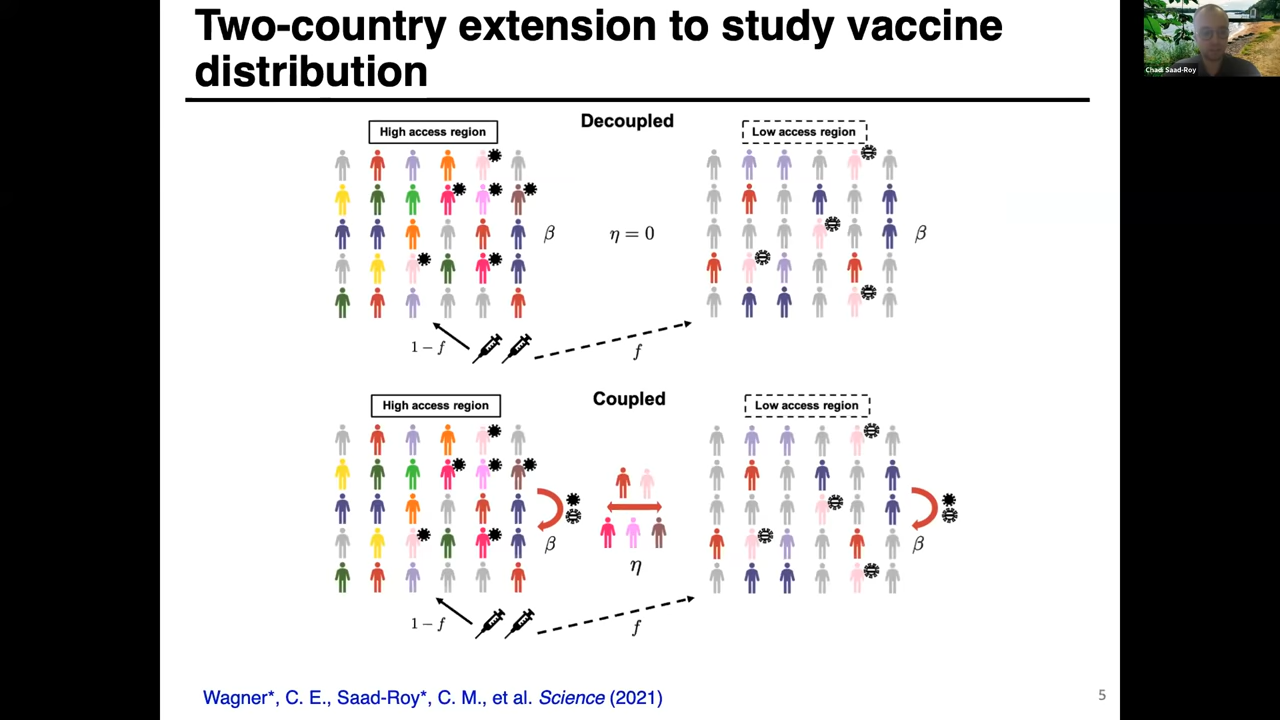 Two-country extension to study vaccine
distribution
Chadi Saad-Roy
Decoupled
High access region
Low access region
β
η = 0
β
1 − f
f
Coupled
High access region
Low access region
β
η
β
1 − f
f
Wagner*, C. E., Saad-Roy*, C. M., et al. Science (2021)
5